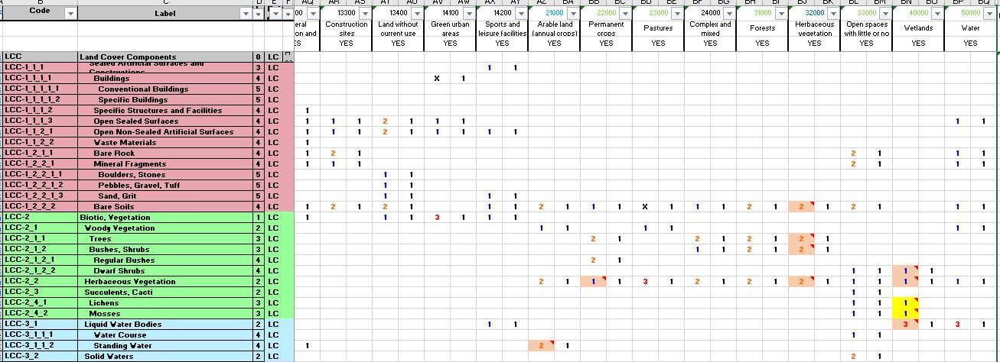 B C D E F AQ AR AS AT AU AV AW AX AY AZ BA BB BC BD BE BF BG BH BI BJ BK BL BM BN BO BP BQ
Code Label 00 13300 13400 14100 14200 21000 22000 23000 24000 31000 32000 33000 40000 50000
eral on and Construction sites Land without current use Green urban areas Sports and leisure facilities Arable land (annual crops) Permanent crops Pastures Complex and mixed Forests Herbaceous vegetation Open spaces with little or no Wetlands Water
ES YES YES YES YES YES YES YES YES YES YES YES YES YES
LCC Land Cover Components 0 LC
LCC-1_1_1 Sealed Artificial Surfaces and Constructions 3 LC 1 1
LCC-1_1_1_1 Buildings 4 LC X 1
LCC-1_1_1_1_1 Conventional Buildings 5 LC
LCC-1_1_1_1_2 Specific Buildings 5 LC
LCC-1_1_1_2 Specific Structures and Facilities 4 LC 1
LCC-1_1_1_3 Open Sealed Surfaces 4 LC 1 1 1 2 1 1 1 1 1
LCC-1_1_2_1 Open Non-Sealed Artificial Surfaces 4 LC 1 1 1 2 1 1 1 1 1
LCC-1_1_2_2 Waste Materials 4 LC 1
LCC-1_2_1_1 Bare Rock 4 LC 1 2 1 2 1 1 1
LCC-1_2_2_1 Mineral Fragments 4 LC 1 1 1 2 1 1 1
LCC-1_2_2_1_1 Boulders, Stones 5 LC 1 1
LCC-1_2_2_1_2 Pebbles, Gravel, Tuff 5 LC 1 1
LCC-1_2_2_1_3 Sand, Grit 5 LC 1 1 1 1
LCC-1_2_2_2 Bare Soils 4 LC 1 2 1 2 1 1 1 2 1 1 1 X 1 1 1 2 1 2 1 2 1 1 1
LCC-2 Biotic, Vegetation 1 LC 1 1 1 3 1 1 1
LCC-2_1 Woody Vegetation 2 LC 1 1 1 1 1 1
LCC-2_1_1 Trees 3 LC 2 1 2 1 2 1 2 1
LCC-2_1_2 Bushes, Shrubs 3 LC 1 1 2 1 2 1
LCC-2_1_2_1 Regular Bushes 4 LC 2 1
LCC-2_1_2_2 Dwarf Shrubs 4 LC 1 1 1 1
LCC-2_2 Herbaceous Vegetation 2 LC 2 1 1 1 3 1 2 1 2 1 2 1 1 1 1 1 1 1
LCC-2_3 Succulents, Cacti 2 LC 1 1
LCC-2_4_1 Lichens 3 LC 1 1 1
LCC-2_4_2 Mosses 3 LC 1 1 1
LCC-3_1 Liquid Water Bodies 2 LC 1 1 3 1 3 1
LCC-3_1_1_1 Water Course 4 LC 1 1
LCC-3_1_1_2 Standing Water 4 LC 1 2 1
LCC-3_2 Solid Waters 2 LC 2 1